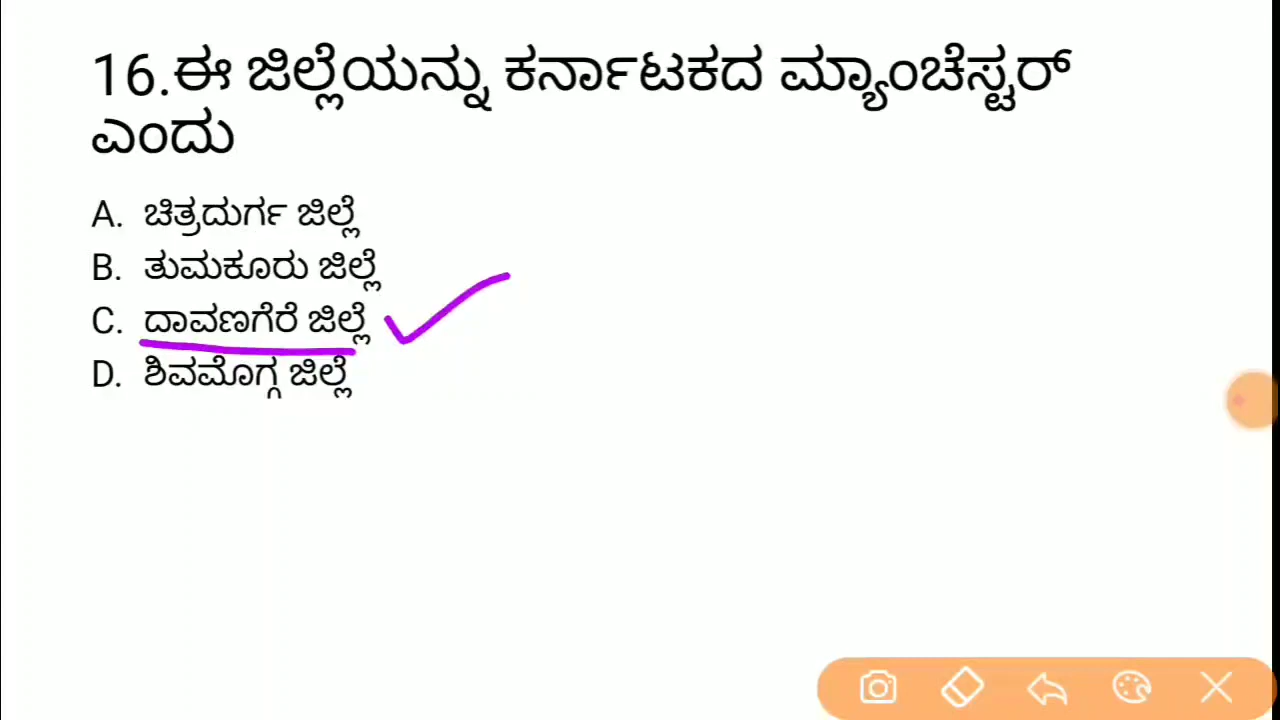 16.ಈ ಜಿಲ್ಲೆಯನ್ನು ಕರ್ನಾಟಕದ ಮ್ಯಾಂಚೆಸ್ಟರ್
ಎಂದು
A. ಚಿತ್ರದುರ್ಗ ಜಿಲ್ಲೆ
B. ತುಮಕೂರು ಜಿಲ್ಲೆ
C. ದಾವಣಗೆರೆ ಜಿಲ್ಲೆ
D. ಶಿವಮೊಗ್ಗ ಜಿಲ್ಲೆ